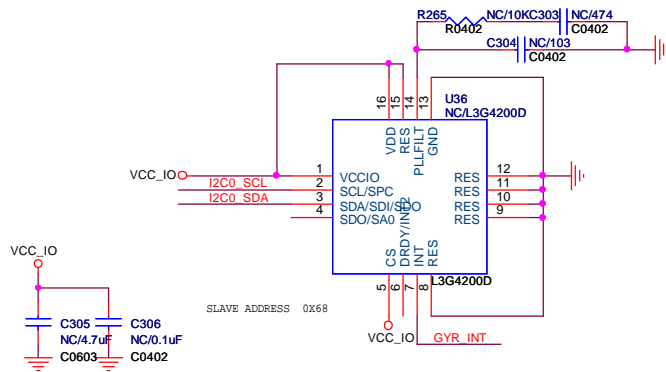 R265 NC/10K C303 NC/474
R0402 C0402
C304 NC/103
C0402
16 15 14 13
U36
NC/L3G4200D
VDD RES PLLFILT GND
VCC_IO 1 VCCIO RES 12
I2C0_SCL 2 SCL/SPC RES 11
I2C0_SDA 3 SDA/SDI/SDO RES 10
4 SDO/SA0 RES 9
CS DRDY/INT2 INT RES
L3G4200D
5 6 7 8
VCC_IO
SLAVE ADDRESS 0X68
VCC_IO GYR_INT
C305 C306
NC/4.7uF NC/0.1uF
C0603 C0402